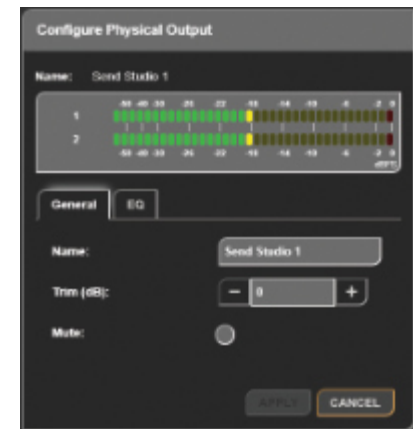 Configure Physical Output
Name: Send Studio 1
1
2
General EQ
Name: Send Studio 1
Trim (dB): − 0 +
Mute:
APPLY CANCEL